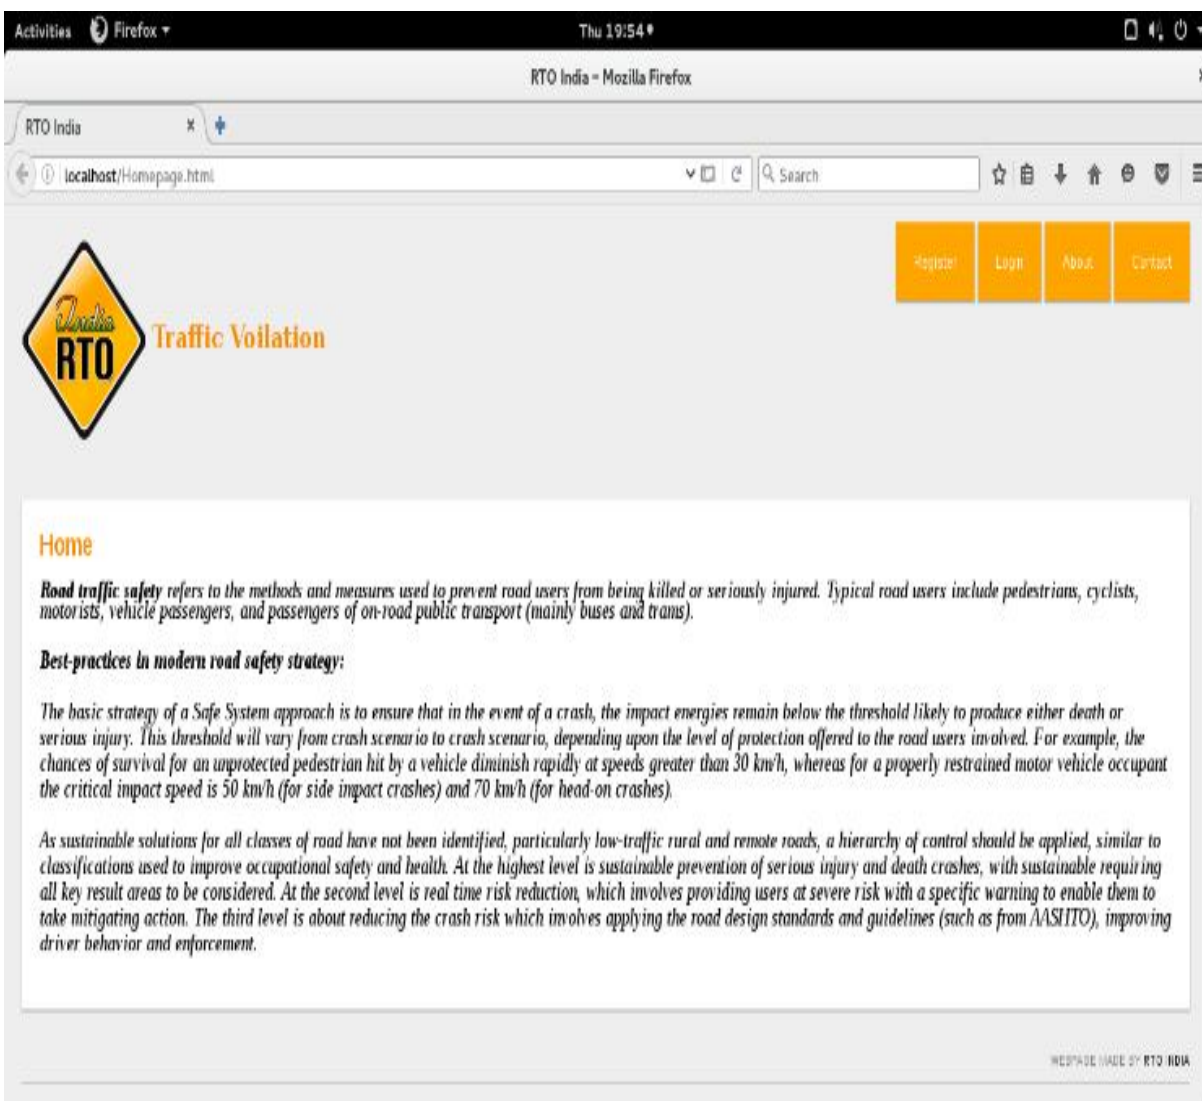 Activities Firefox Thu 19:54
RTO India - Mozilla Firefox
RTO India
localhost/Homepage.html Search
Register Login About Contact
India
RTO
Traffic Voilation
Home
Road traffic safety refers to the methods and measures used to prevent road users from being killed or seriously injured. Typical road users include pedestrians, cyclists,
motorists, vehicle passengers, and passengers of on-road public transport (mainly buses and trams).
Best-practices in modern road safety strategy:
The basic strategy of a Safe System approach is to ensure that in the event of a crash, the impact energies remain below the threshold likely to produce either death or
serious injury. This threshold will vary from crash scenario to crash scenario, depending upon the level of protection offered to the road users involved. For example, the
chances of survival for an unprotected pedestrian hit by a vehicle diminish rapidly at speeds greater than 30 km/h, whereas for a properly restrained motor vehicle occupant
the critical impact speed is 50 km/h (for side impact crashes) and 70 km/h (for head-on crashes).
As sustainable solutions for all classes of road have not been identified, particularly low-traffic rural and remote roads, a hierarchy of control should be applied, similar to
classifications used to improve occupational safety and health. At the highest level is sustainable prevention of serious injury and death crashes, with sustainable requiring
all key result areas to be considered. At the second level is real time risk reduction, which involves providing users at severe risk with a specific warning to enable them to
take mitigating action. The third level is about reducing the crash risk which involves applying the road design standards and guidelines (such as from AASHTO), improving
driver behavior and enforcement.
WEBPAGE MADE BY RTO INDIA